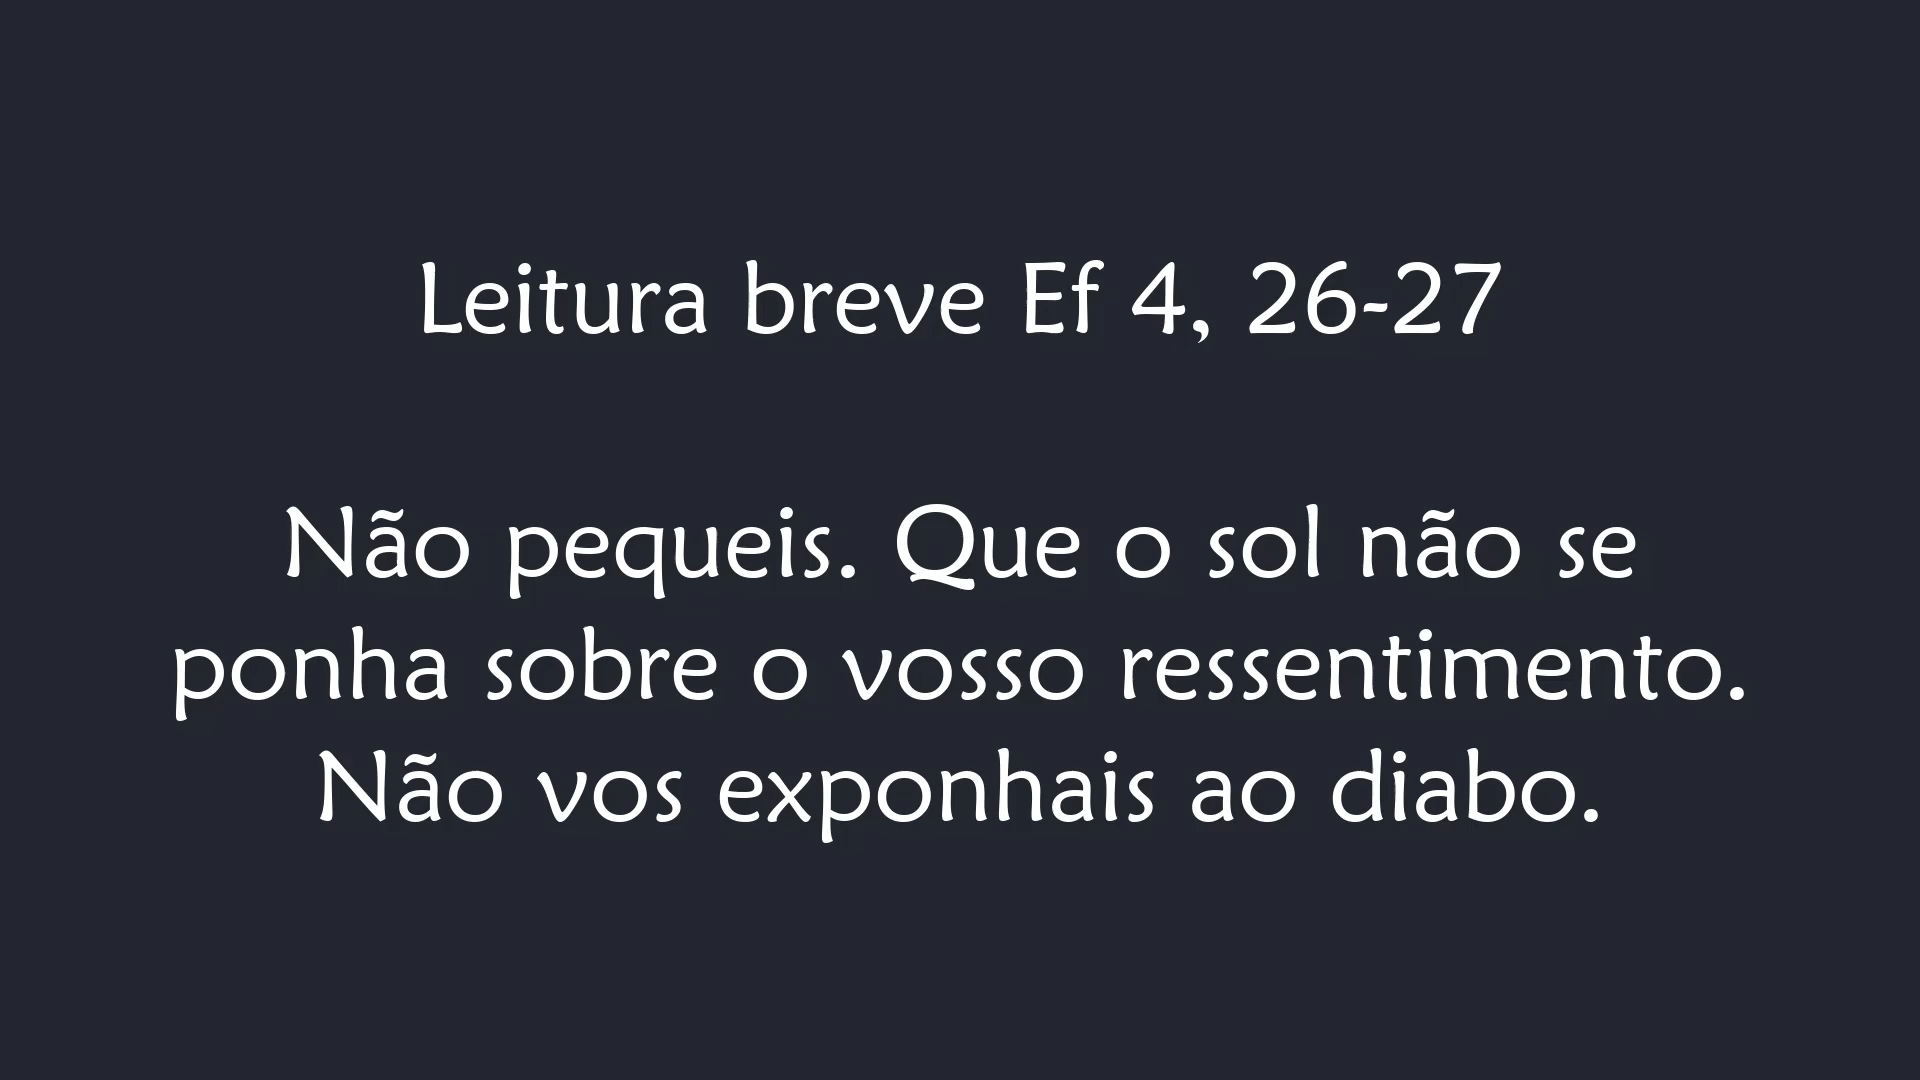 Leitura breve Ef 4, 26-27
Não pequeis. Que o sol não se
ponha sobre o vosso ressentimento.
Não vos exponhais ao diabo.